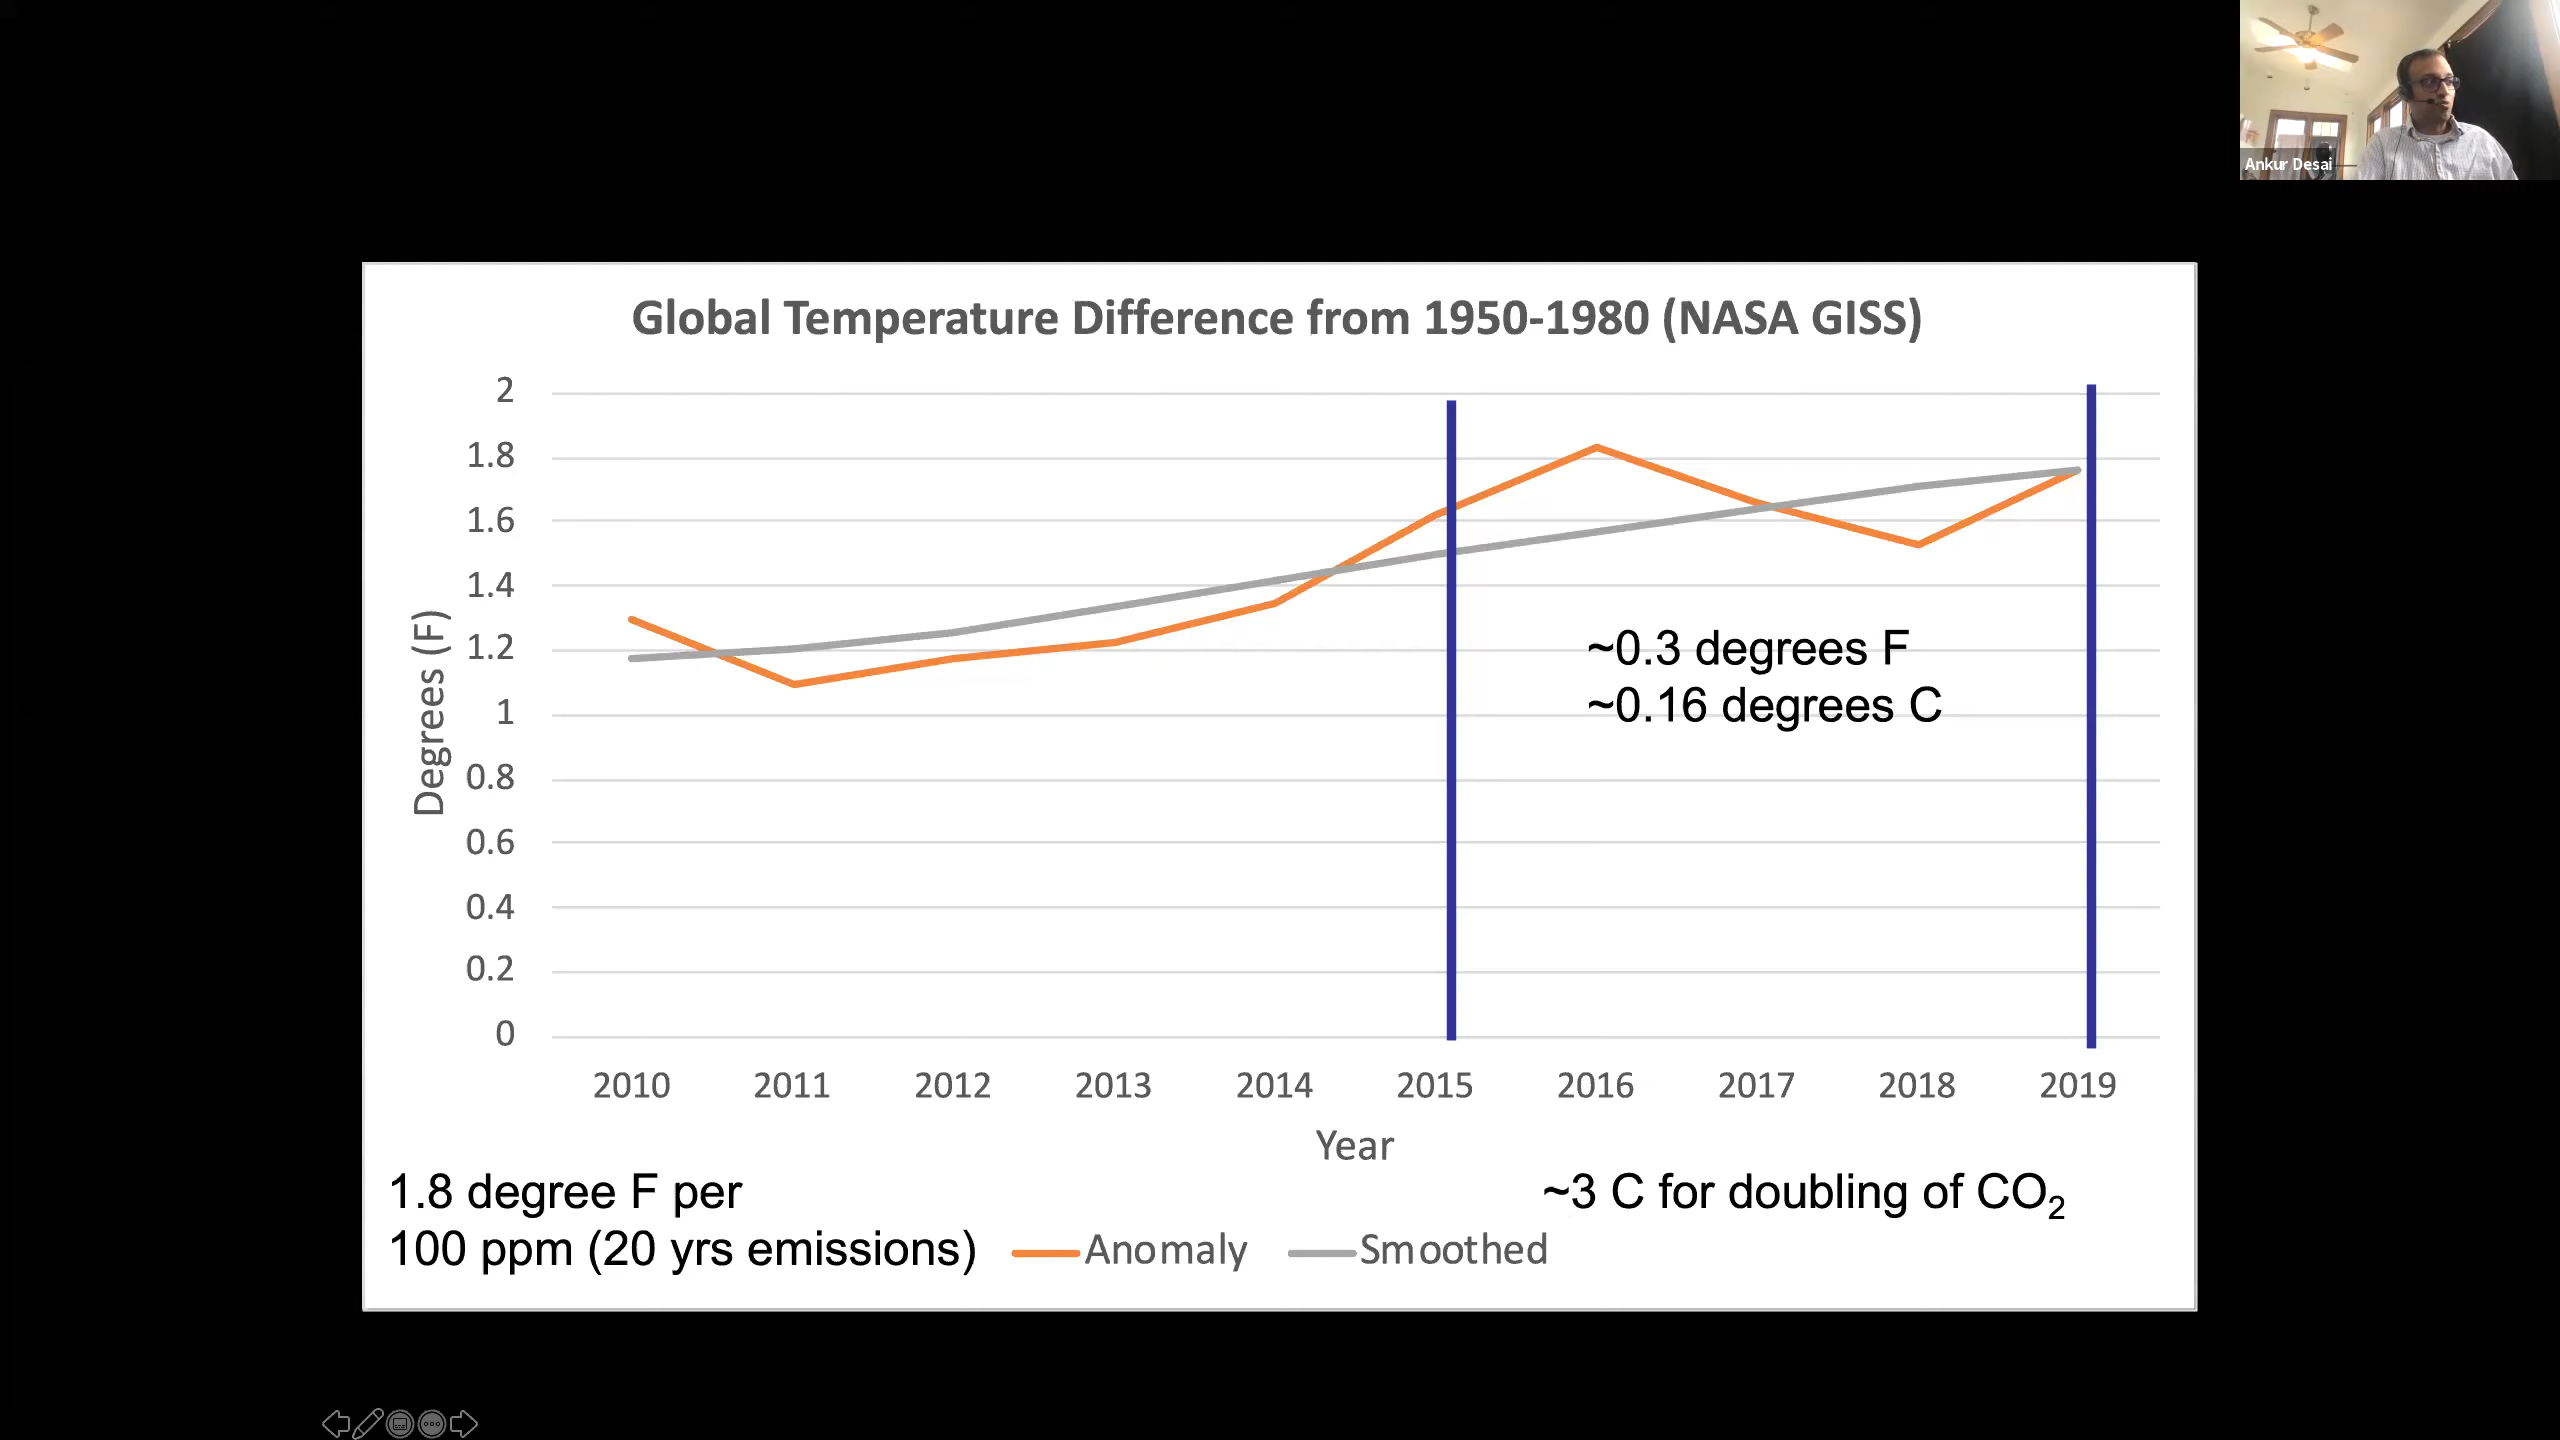 Ankur Desai
Global Temperature Difference from 1950-1980 (NASA GISS)
2
1.8
1.6
1.4
1.2
1
0.8
0.6
0.4
0.2
0
Degrees (F)
~0.3 degrees F
~0.16 degrees C
2010 2011 2012 2013 2014 2015 2016 2017 2018 2019
Year
1.8 degree F per
100 ppm (20 yrs emissions)
~3 C for doubling of CO₂
Anomaly Smoothed